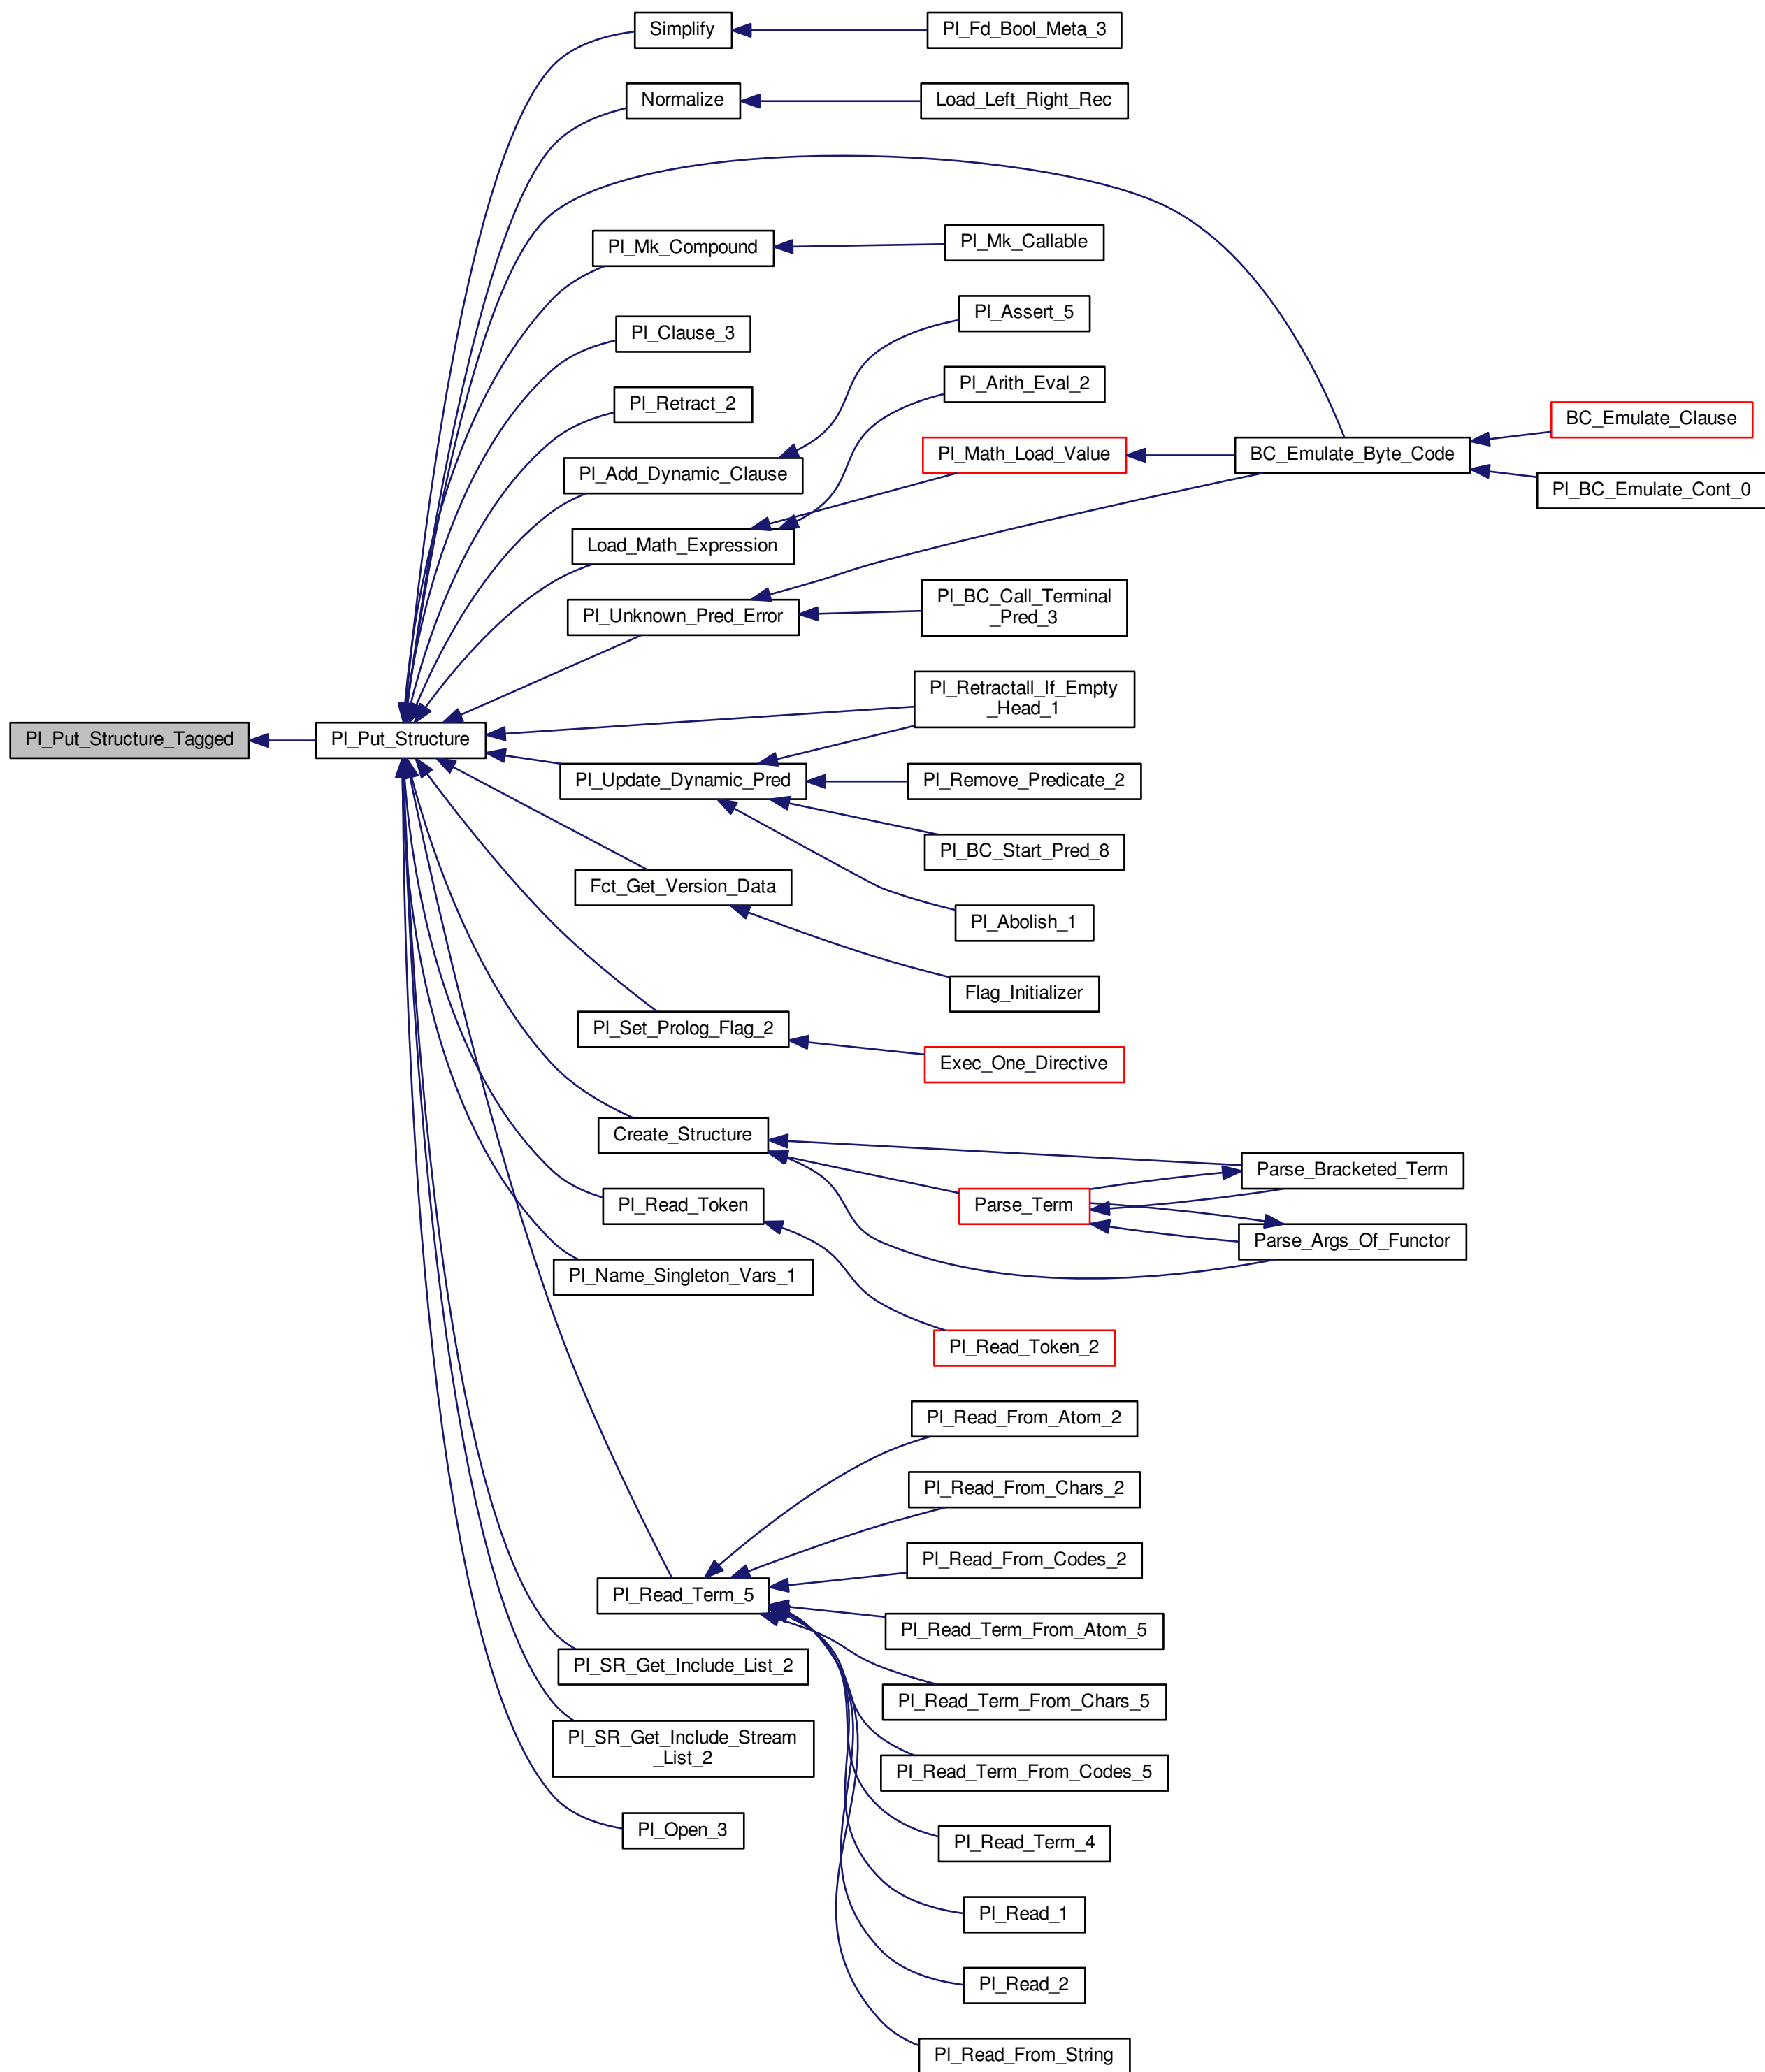 Simplify
Pl_Fd_Bool_Meta_3
Normalize
Load_Left_Right_Rec
Pl_Mk_Compound
Pl_Mk_Callable
Pl_Clause_3
Pl_Assert_5
Pl_Retract_2
Pl_Arith_Eval_2
Pl_Add_Dynamic_Clause
Pl_Math_Load_Value
BC_Emulate_Byte_Code
BC_Emulate_Clause
Pl_BC_Emulate_Cont_0
Load_Math_Expression
Pl_Unknown_Pred_Error
Pl_BC_Call_Terminal
_Pred_3
Pl_Retractall_If_Empty
_Head_1
Pl_Put_Structure_Tagged
Pl_Put_Structure
Pl_Update_Dynamic_Pred
Pl_Remove_Predicate_2
Pl_BC_Start_Pred_8
Fct_Get_Version_Data
Pl_Abolish_1
Flag_Initializer
Pl_Set_Prolog_Flag_2
Exec_One_Directive
Create_Structure
Parse_Bracketed_Term
Pl_Read_Token
Parse_Term
Parse_Args_Of_Functor
Pl_Name_Singleton_Vars_1
Pl_Read_Token_2
Pl_Read_From_Atom_2
Pl_Read_From_Chars_2
Pl_Read_From_Codes_2
Pl_Read_Term_5
Pl_Read_Term_From_Atom_5
Pl_SR_Get_Include_List_2
Pl_Read_Term_From_Chars_5
Pl_SR_Get_Include_Stream
_List_2
Pl_Read_Term_From_Codes_5
Pl_Open_3
Pl_Read_Term_4
Pl_Read_1
Pl_Read_2
Pl_Read_From_String